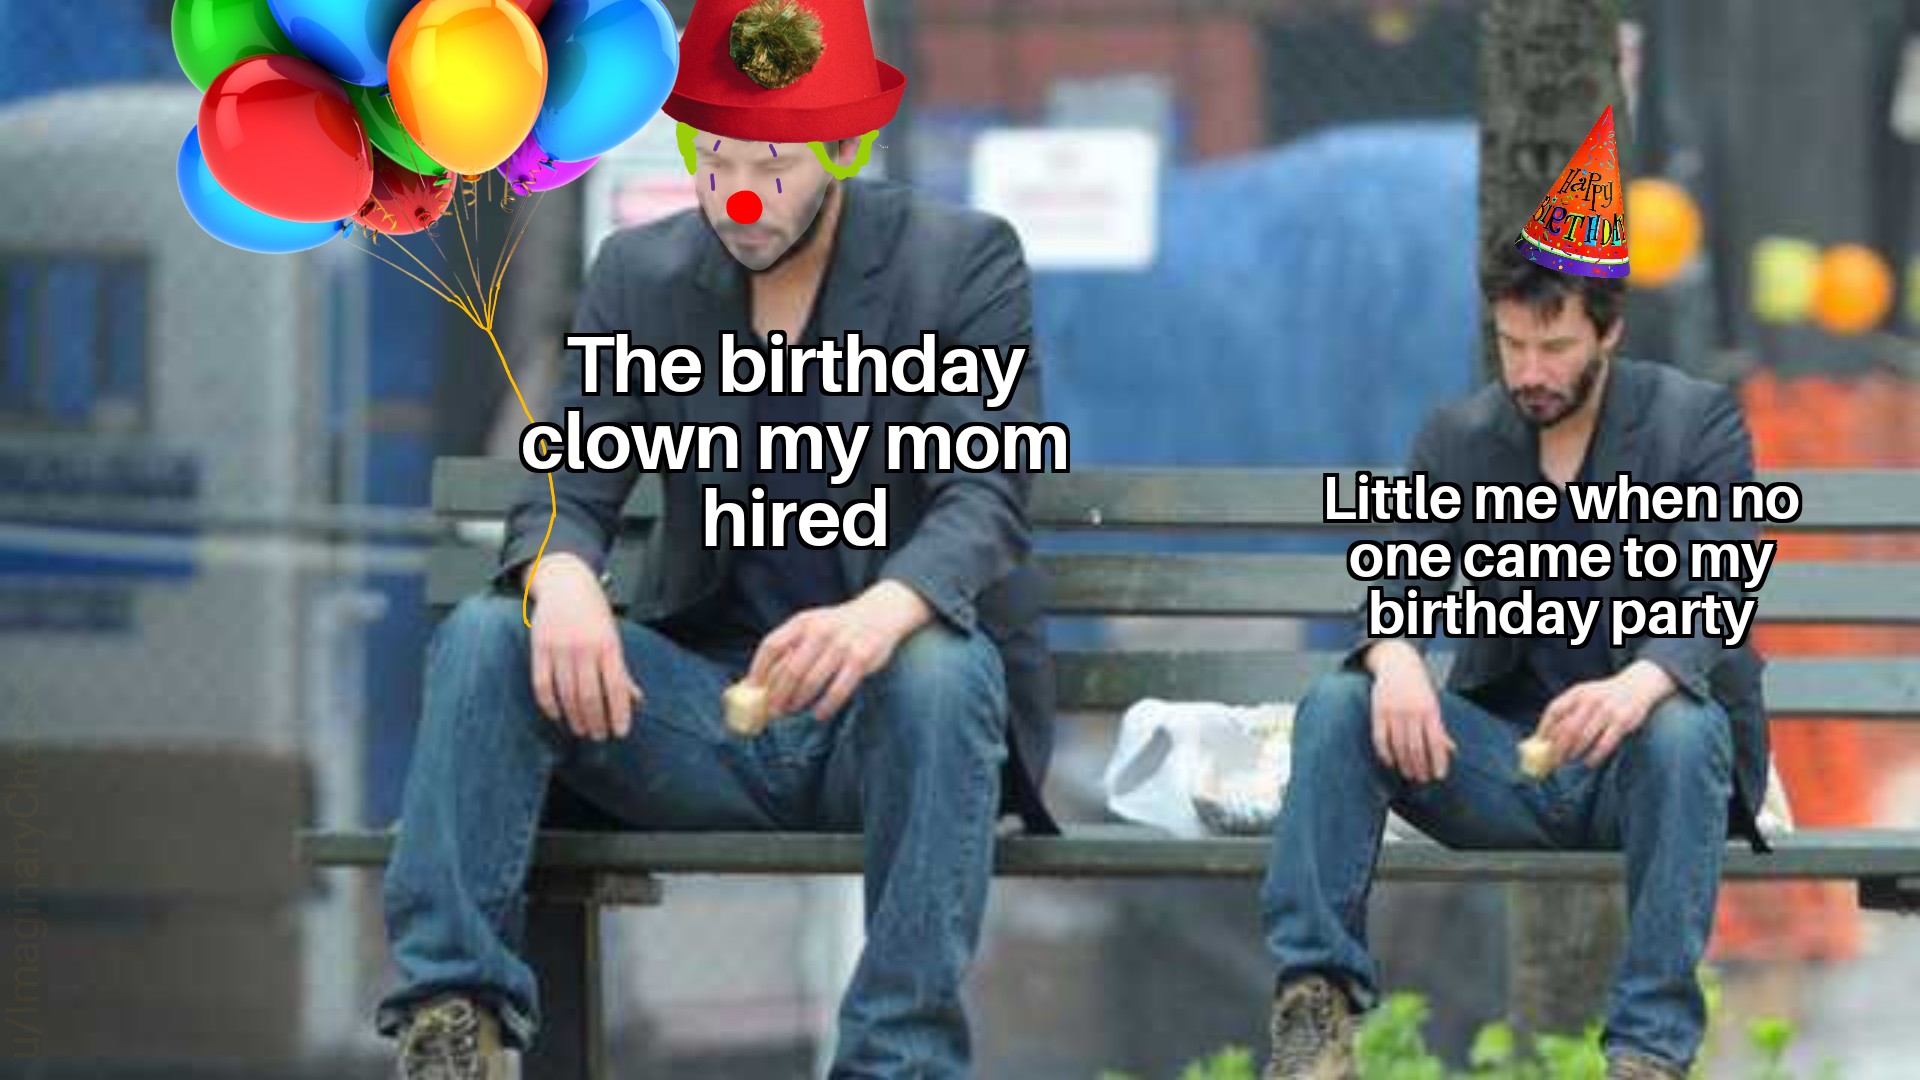 The birthday
clown my mom
hired
HAPPY
BIRTHDAY
Little me when no
one came to my
birthday party